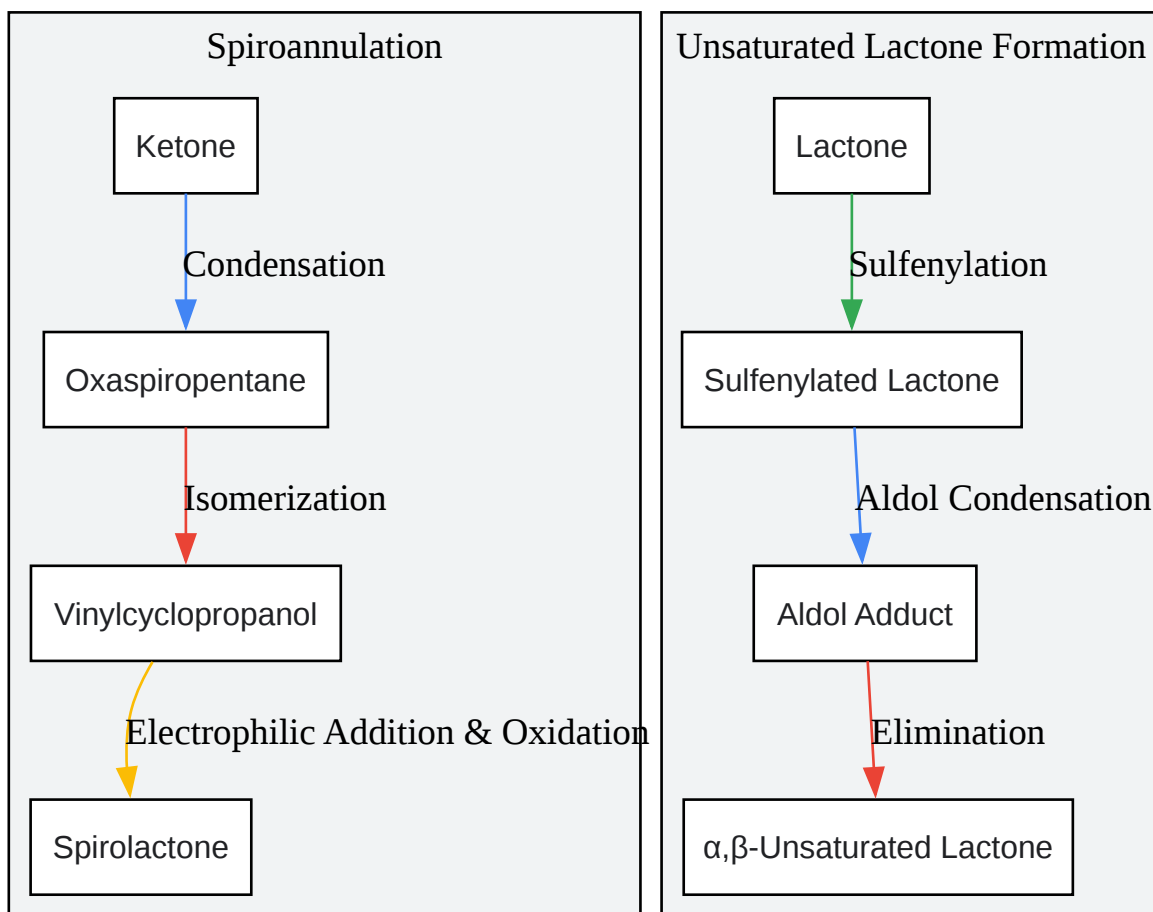 Spiroannulation
Ketone
Condensation
Oxaspiropentane
Isomerization
Vinylcyclopropanol
Electrophilic Addition & Oxidation
Spirolactone
Unsaturated Lactone Formation
Lactone
Sulfenylation
Sulfenylated Lactone
Aldol Condensation
Aldol Adduct
Elimination
α,β-Unsaturated Lactone